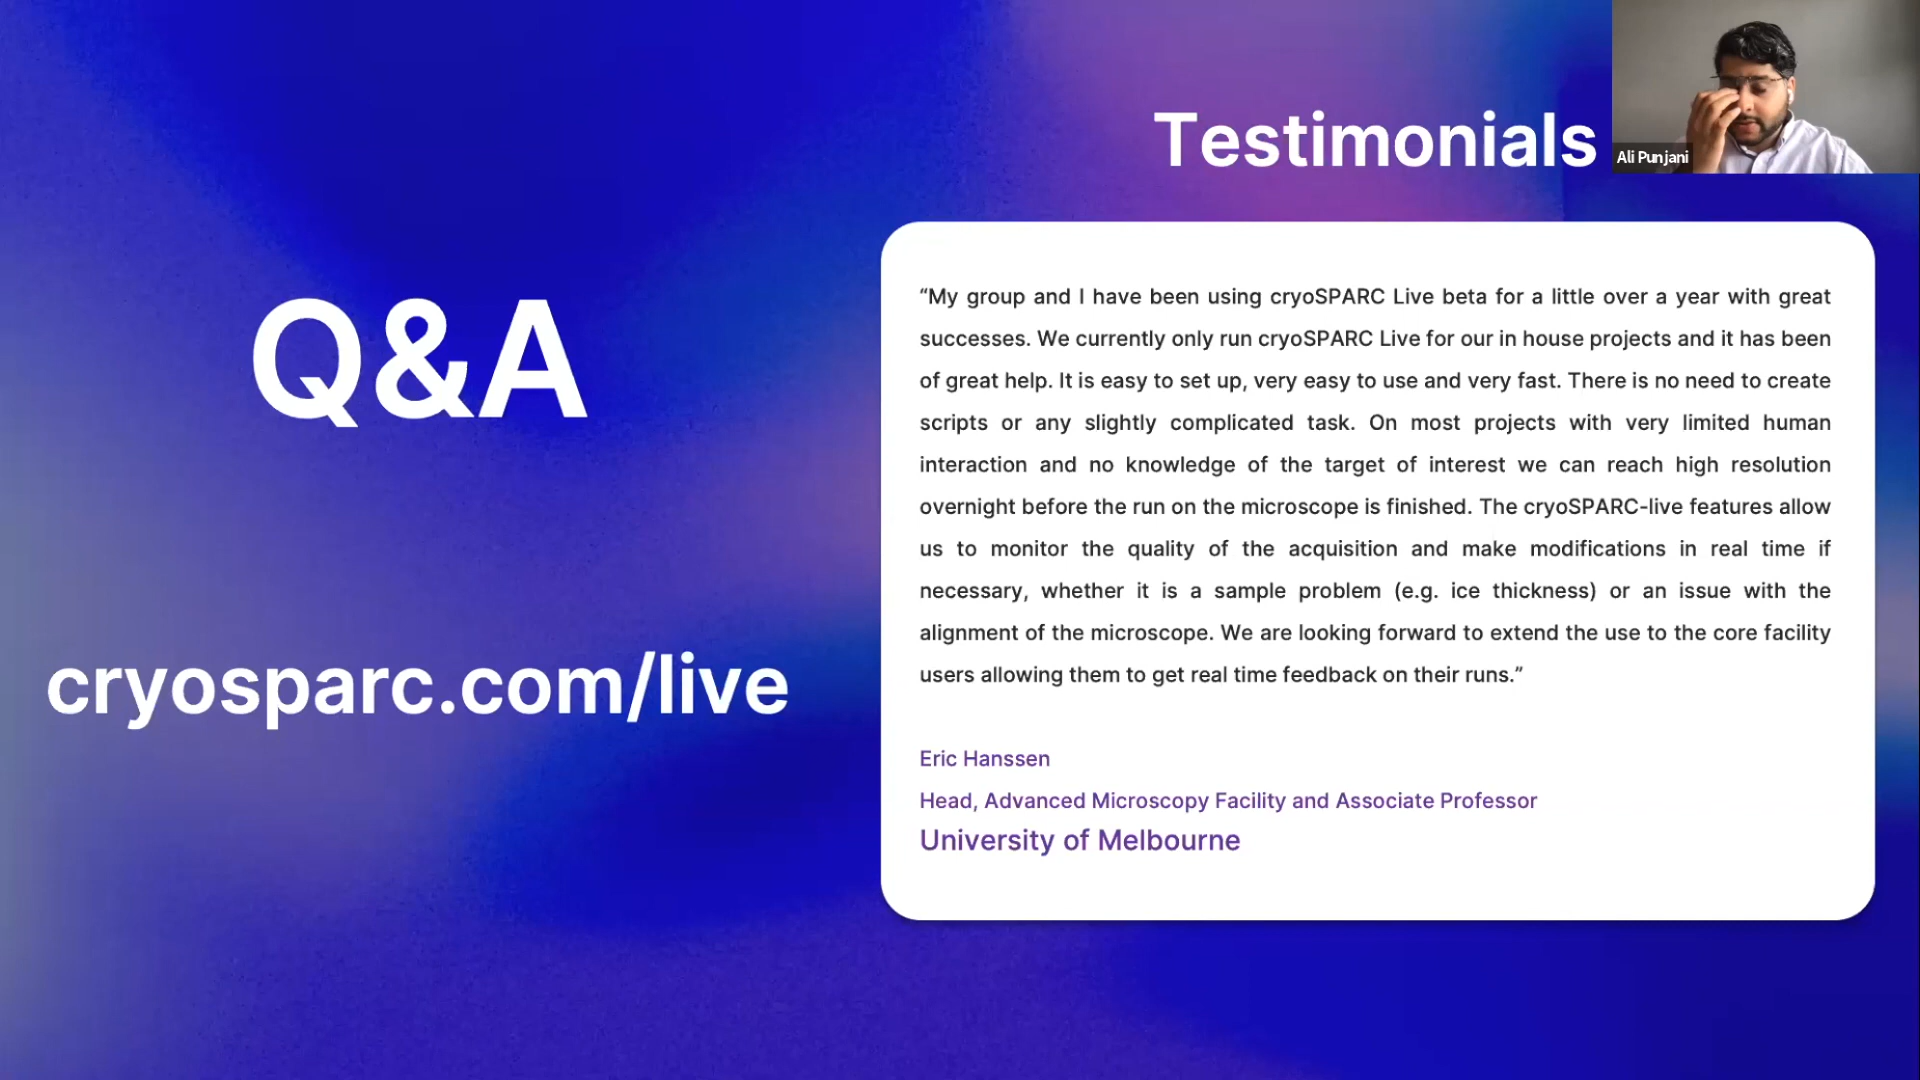 Testimonials
Ali Punjani
Q&A
cryosparc.com/live
“My group and I have been using cryoSPARC Live beta for a little over a year with great
successes. We currently only run cryoSPARC Live for our in house projects and it has been
of great help. It is easy to set up, very easy to use and very fast. There is no need to create
scripts or any slightly complicated task. On most projects with very limited human
interaction and no knowledge of the target of interest we can reach high resolution
overnight before the run on the microscope is finished. The cryoSPARC-live features allow
us to monitor the quality of the acquisition and make modifications in real time if
necessary, whether it is a sample problem (e.g. ice thickness) or an issue with the
alignment of the microscope. We are looking forward to extend the use to the core facility
users allowing them to get real time feedback on their runs.”
Eric Hanssen
Head, Advanced Microscopy Facility and Associate Professor
University of Melbourne